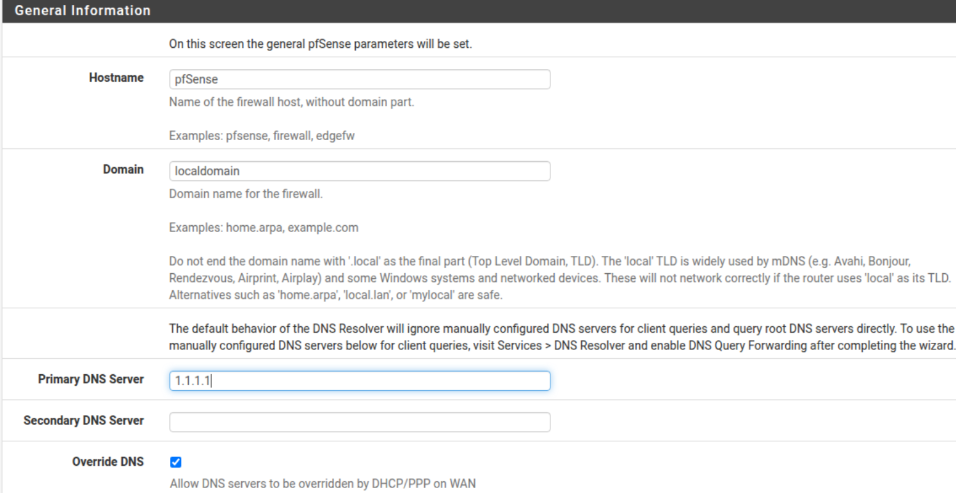 General Information
On this screen the general pfSense parameters will be set.
Hostname
pfSense
Name of the firewall host, without domain part.
Examples: pfsense, firewall, edgefw
Domain
localdomain
Domain name for the firewall.
Examples: home.arpa, example.com
Do not end the domain name with '.local' as the final part (Top Level Domain, TLD). The 'local' TLD is widely used by mDNS (e.g. Avahi, Bonjour,
Rendezvous, Airprint, Airplay) and some Windows systems and networked devices. These will not network correctly if the router uses 'local' as its TLD.
Alternatives such as 'home.arpa', 'local.lan', or 'mylocal' are safe.
The default behavior of the DNS Resolver will ignore manually configured DNS servers for client queries and query root DNS servers directly. To use the
manually configured DNS servers below for client queries, visit Services > DNS Resolver and enable DNS Query Forwarding after completing the wizard.
Primary DNS Server
1.1.1.1
Secondary DNS Server
Override DNS
Allow DNS servers to be overridden by DHCP/PPP on WAN